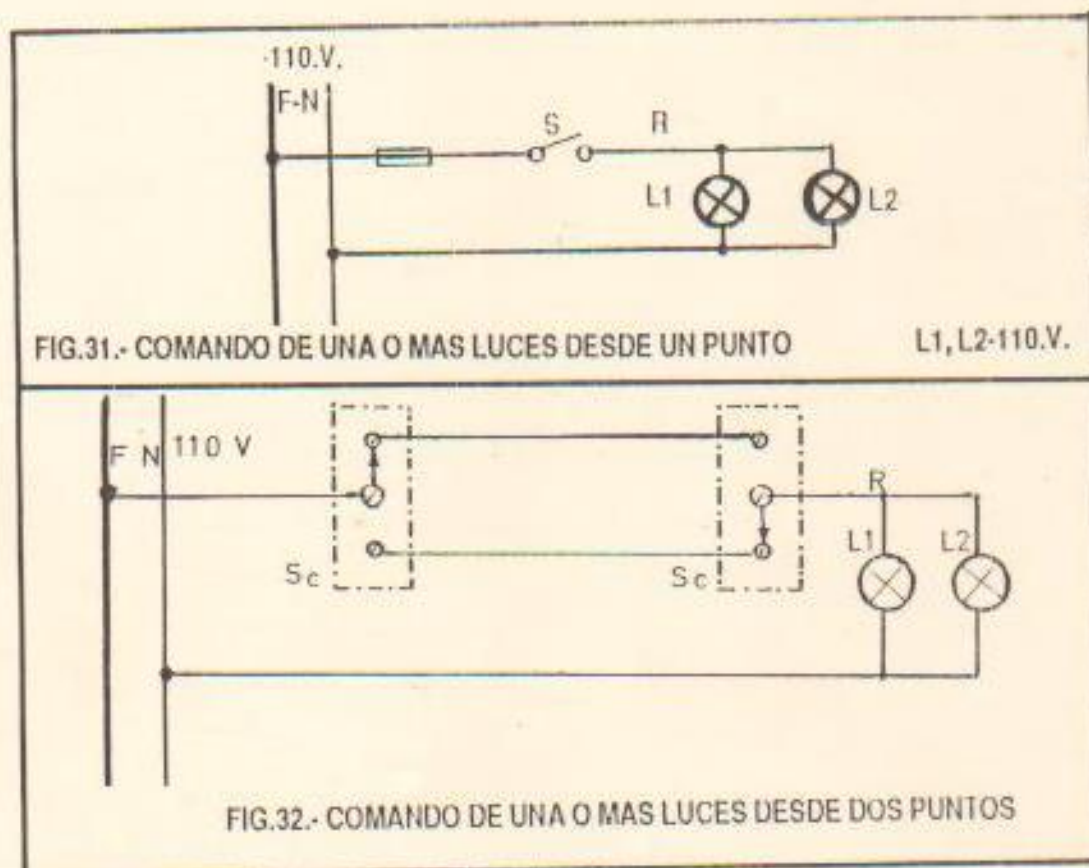 ·110.V.
F-N
S R
L1 L2
FIG.31.- COMANDO DE UNA O MAS LUCES DESDE UN PUNTO L1, L2-110.V.
F N 110 V
R
L1 L2
Sc Sc
FIG.32.- COMANDO DE UNA O MAS LUCES DESDE DOS PUNTOS